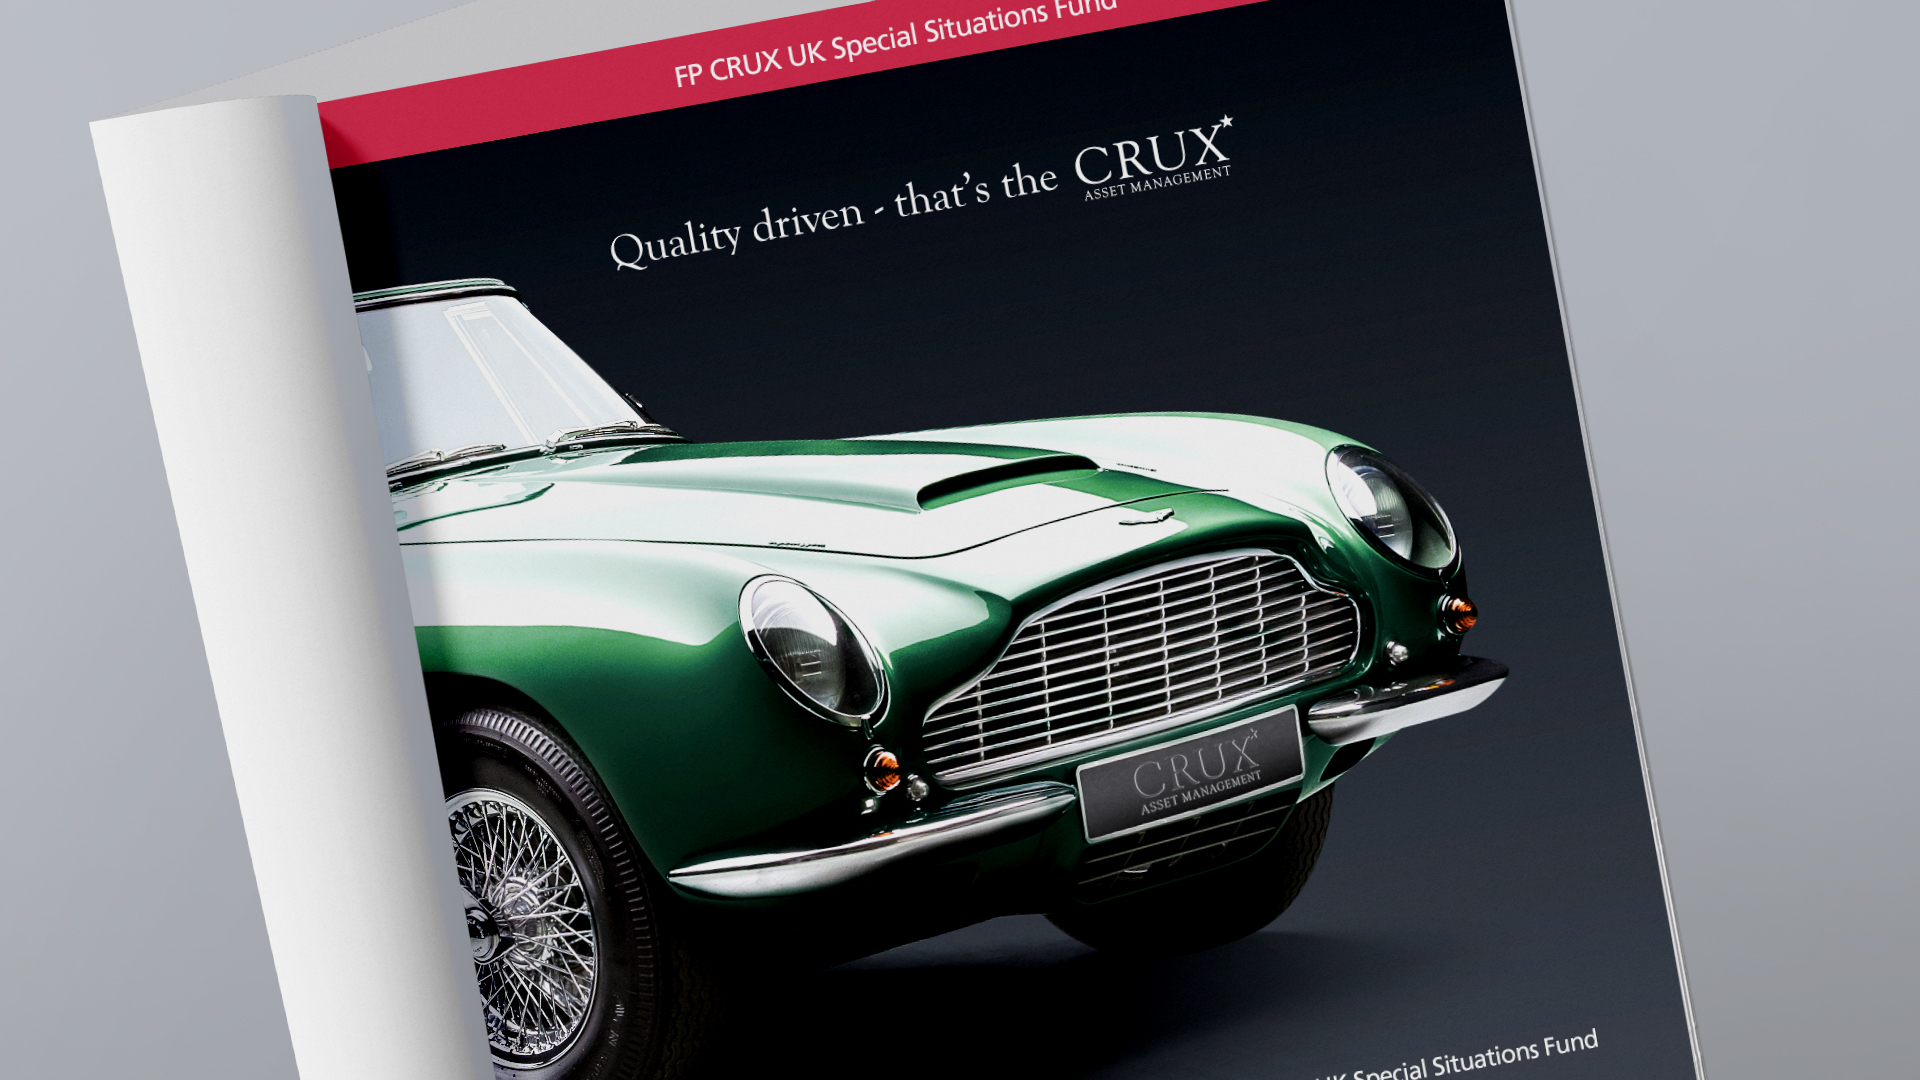 FP CRUX UK Special Situations Fund
Quality driven - that's the CRUX
ASSET MANAGEMENT
CRUX
ASSET MANAGEMENT
UK Special Situations Fund